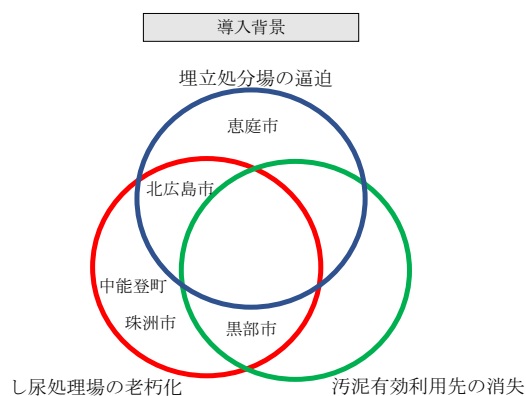 導入背景
埋立処分場の逼迫
恵庭市
北広島市
中能登町
珠洲市
黒部市
し尿処理場の老朽化
汚泥有効利用先の消失